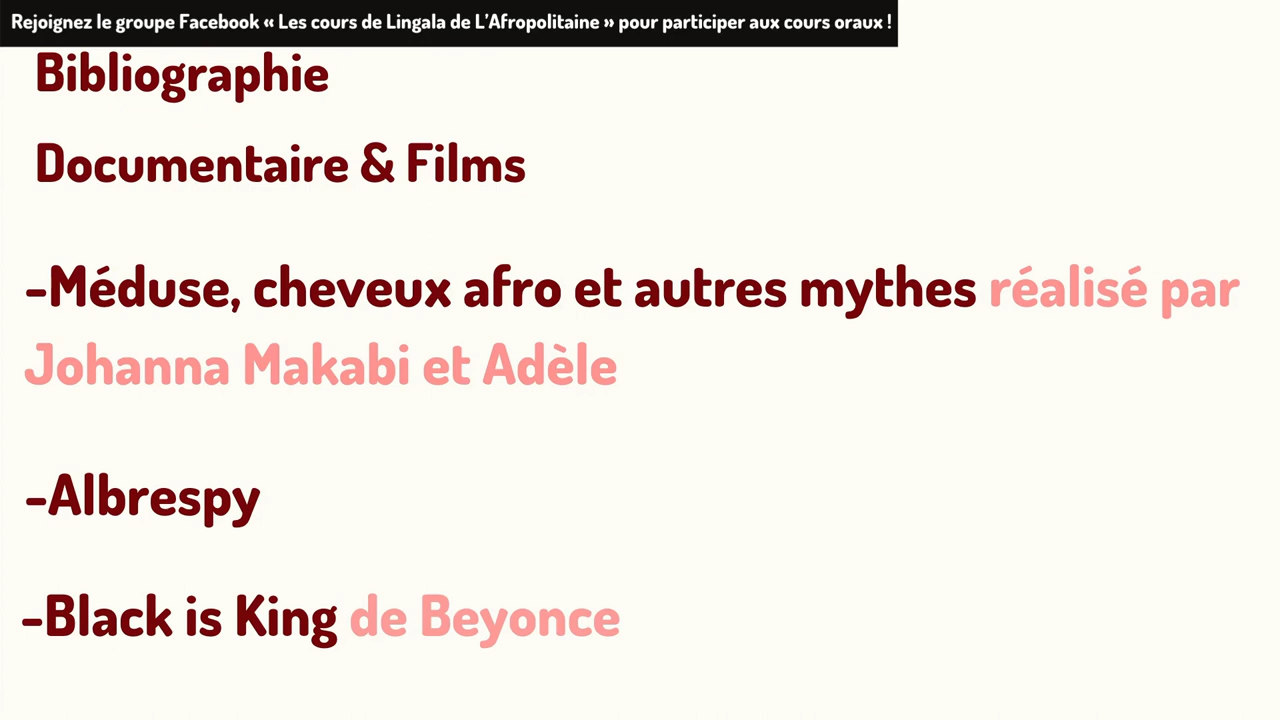 Rejoignez le groupe Facebook « Les cours de Lingala de L’Afropolitaine » pour participer aux cours oraux !
Bibliographie
Documentaire & Films
-Méduse, cheveux afro et autres mythes réalisé par
Johanna Makabi et Adèle
-Albrespy
-Black is King de Beyonce